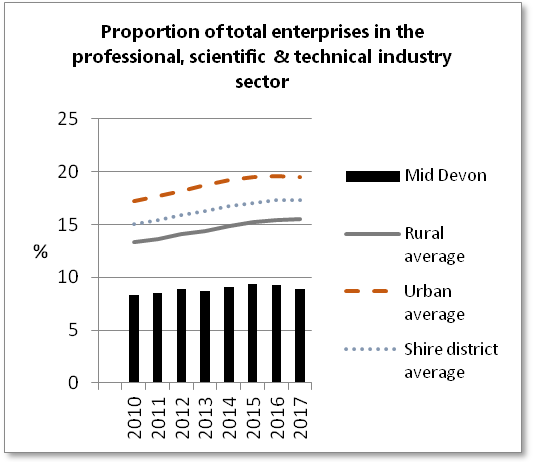 Proportion of total enterprises in the
professional, scientific & technical industry
sector
25
20
15
10
5
0
%
2010
2011
2012
2013
2014
2015
2016
2017
Mid Devon
Rural
average
Urban
average
Shire district
average